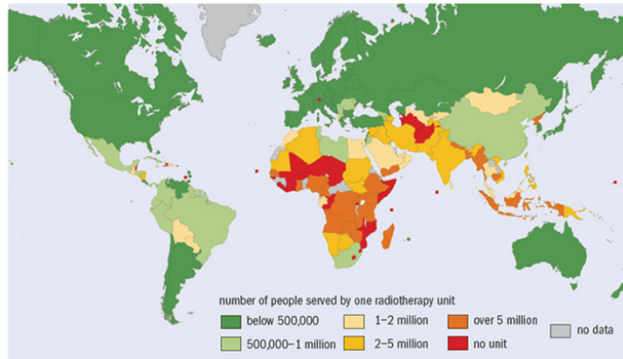 number of people served by one radiotherapy unit
below 500,000 1–2 million over 5 million no data
500,000–1 million 2–5 million no unit